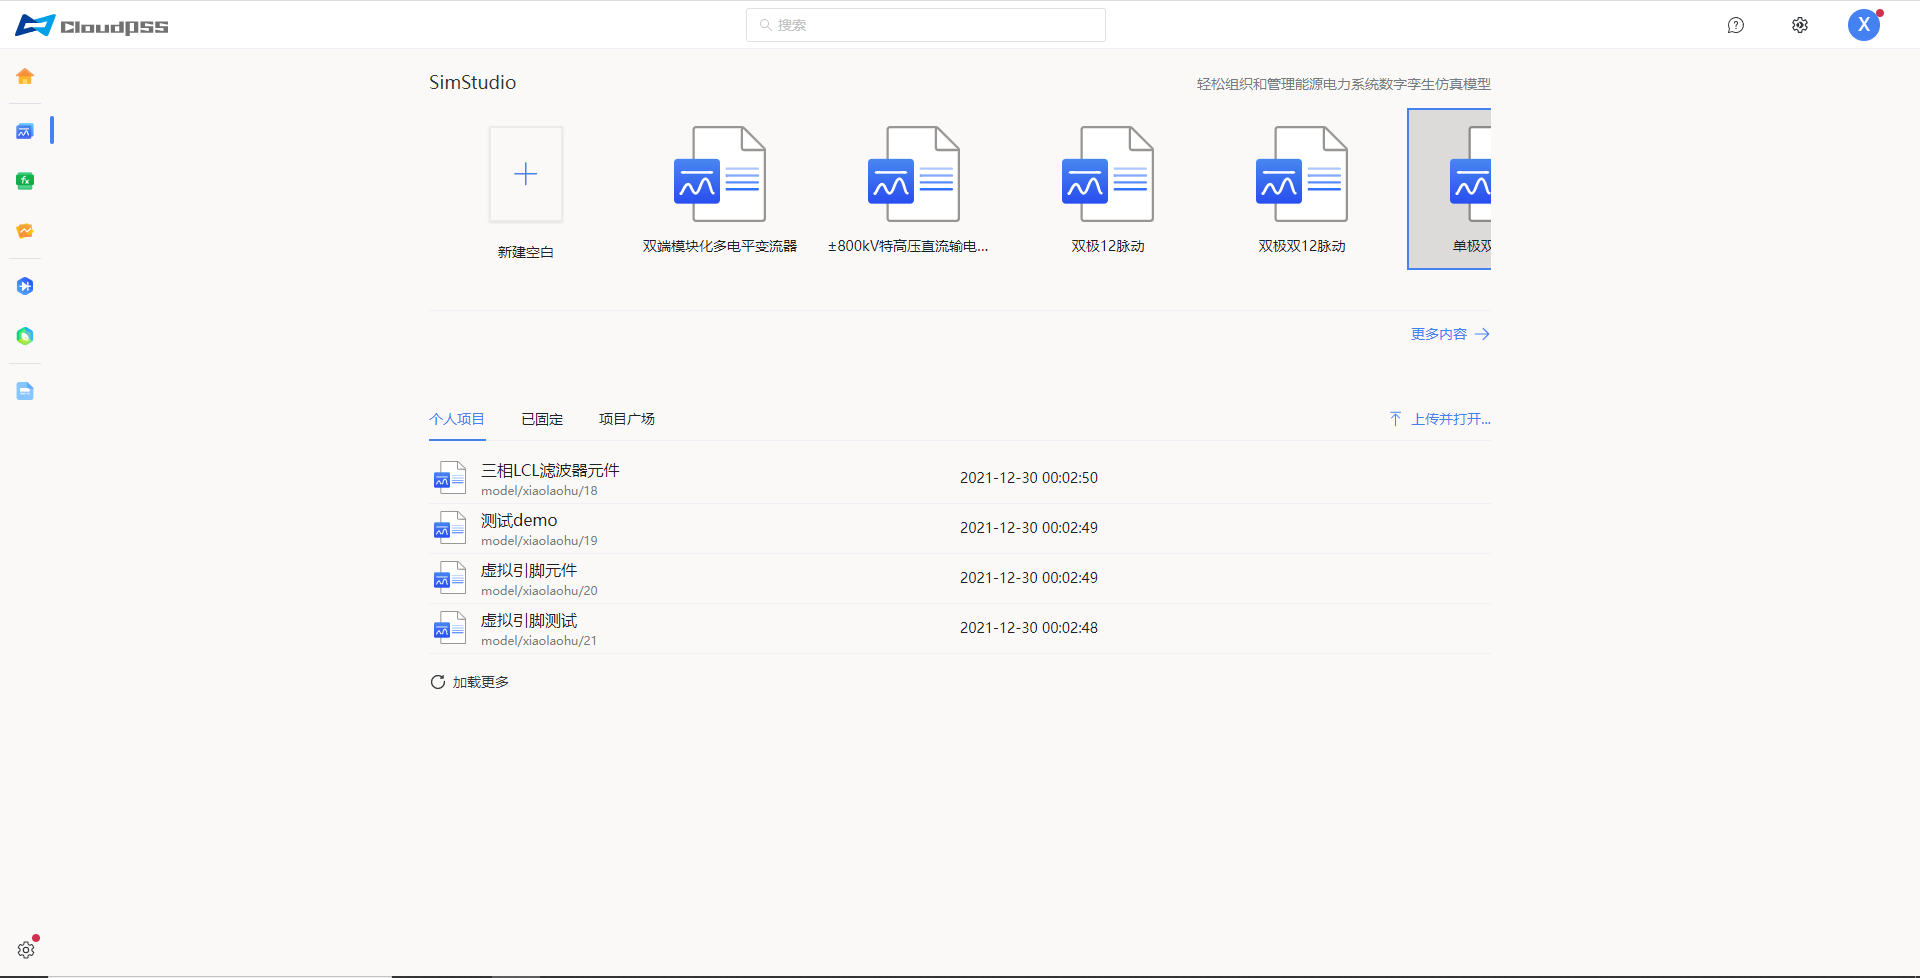 CloudPSS
搜索
X
SimStudio
轻松组织和管理能源电力系统数字孪生仿真模型
新建空白
双端模块化多电平变流器
±800kV特高压直流输电...
双极12脉动
双极双12脉动
单极双
更多内容
个人项目
已固定
项目广场
上传并打开...
三相LCL滤波器元件
model/xiaolaohu/18
2021-12-30 00:02:50
测试demo
model/xiaolaohu/19
2021-12-30 00:02:49
虚拟引脚元件
model/xiaolaohu/20
2021-12-30 00:02:49
虚拟引脚测试
model/xiaolaohu/21
2021-12-30 00:02:48
加载更多